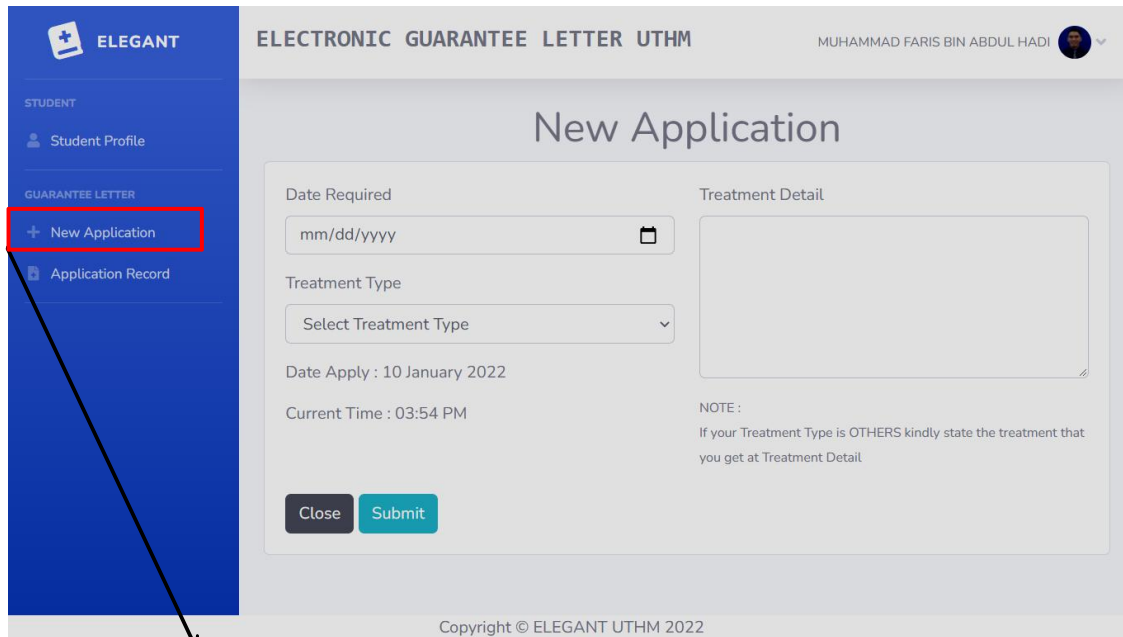 ELEGANT
ELECTRONIC GUARANTEE LETTER UTHM
MUHAMMAD FARIS BIN ABDUL HADI
STUDENT
Student Profile
GUARANTEE LETTER
New Application
Application Record
New Application
Date Required
mm/dd/yyyy
Treatment Type
Select Treatment Type
Date Apply : 10 January 2022
Current Time : 03:54 PM
Treatment Detail
NOTE :
If your Treatment Type is OTHERS kindly state the treatment that
you get at Treatment Detail
Close
Submit
Copyright © ELEGANT UTHM 2022